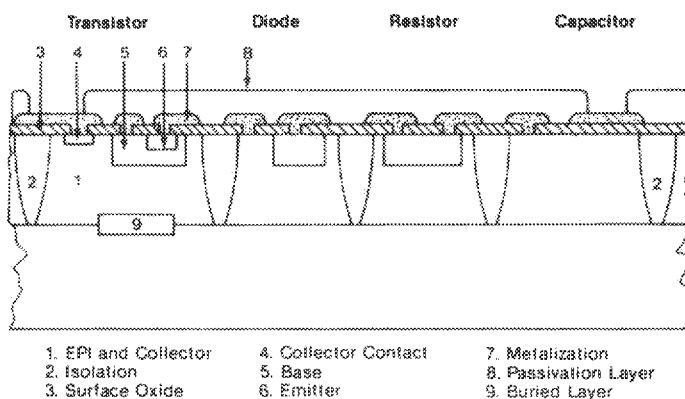 Transistor Diode Resistor Capacitor
3 4 5 6 7 8
2 1 2
9
1. EPI and Collector 4. Collector Contact 7. Metalization
2. Isolation 5. Base 8. Passivation Layer
3. Surface Oxide 6. Emitter 9. Buried Layer